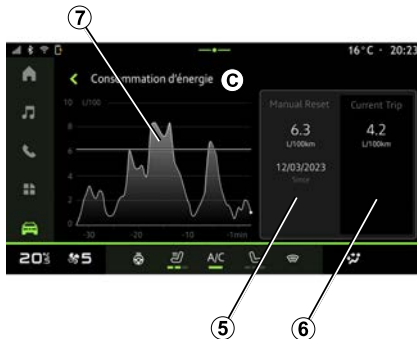 7
16°C · 20:23
Consommation d'énergie C
Manual Reset
Current Trip
10 L/100
8
6
4
2
0
-30 -20 -10 -1min
6.3
L/100km
12/03/2023
Since
4.2
L/100km
20°
5
A/C
5 6